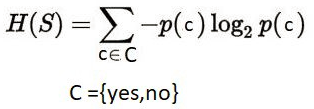 H(S) = ∑ −p(c) log₂ p(c)
c∈C
C ={yes,no}